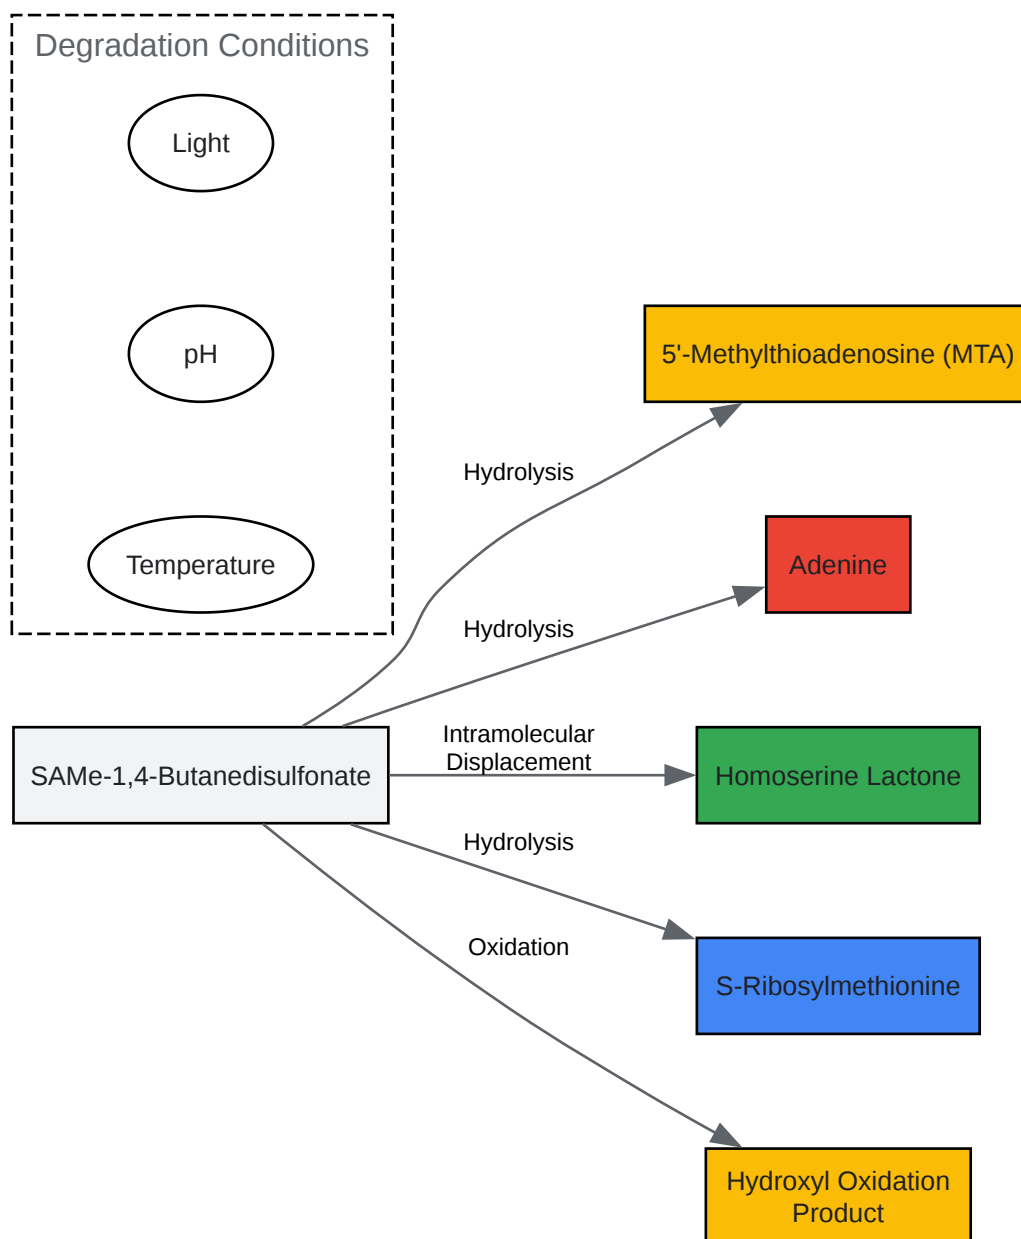 Degradation Conditions
Light
pH
Temperature
5'-Methylthioadenosine (MTA)
Hydrolysis
Adenine
Hydrolysis
SAMe-1,4-Butanedisulfonate
Intramolecular
Displacement
Homoserine Lactone
Hydrolysis
S-Ribosylmethionine
Oxidation
Hydroxyl Oxidation
Product